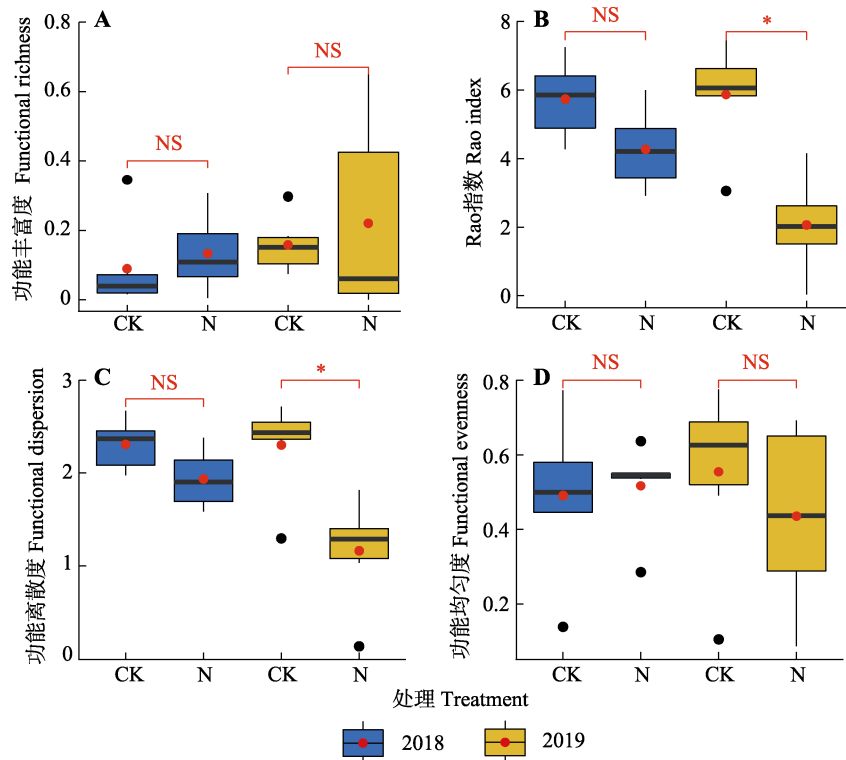 A
功能丰富度 Functional richness
0.8
0.6
0.4
0.2
0
NS
NS
CK
N
CK
N
B
Rao指数 Rao index
8
6
4
2
0
NS
*
CK
N
CK
N
C
功能离散度 Functional dispersion
3
2
1
0
NS
*
CK
N
CK
N
D
功能均匀度 Functional evenness
0.8
0.6
0.4
0.2
NS
NS
CK
N
CK
N
处理 Treatment
2018
2019